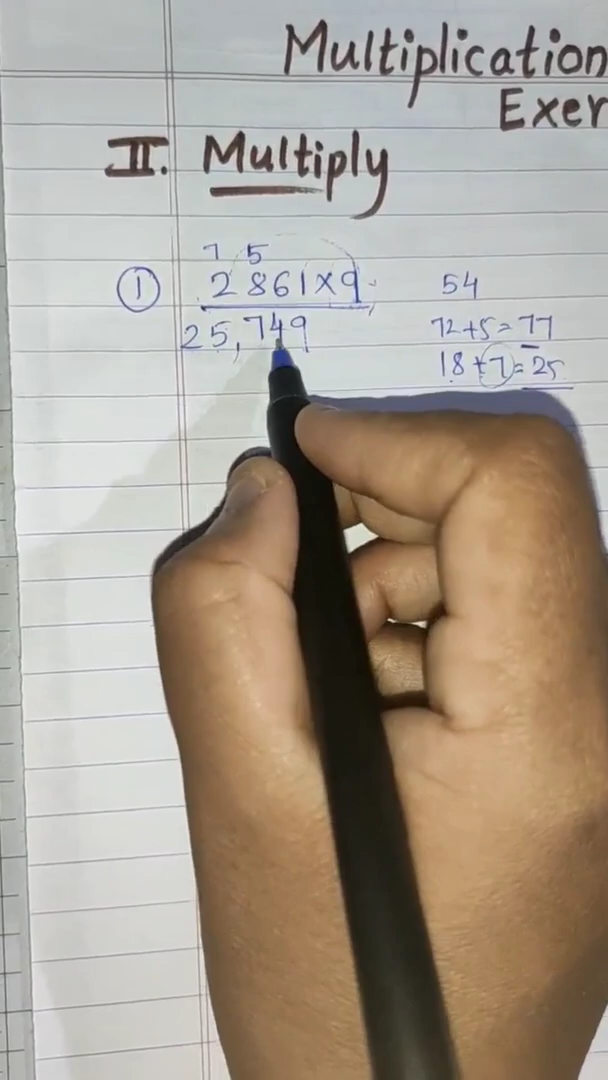 Multiplication
Exer
II. Multiply
7 5
① 2861×9
25,749
54
72+5=77
18+7=25